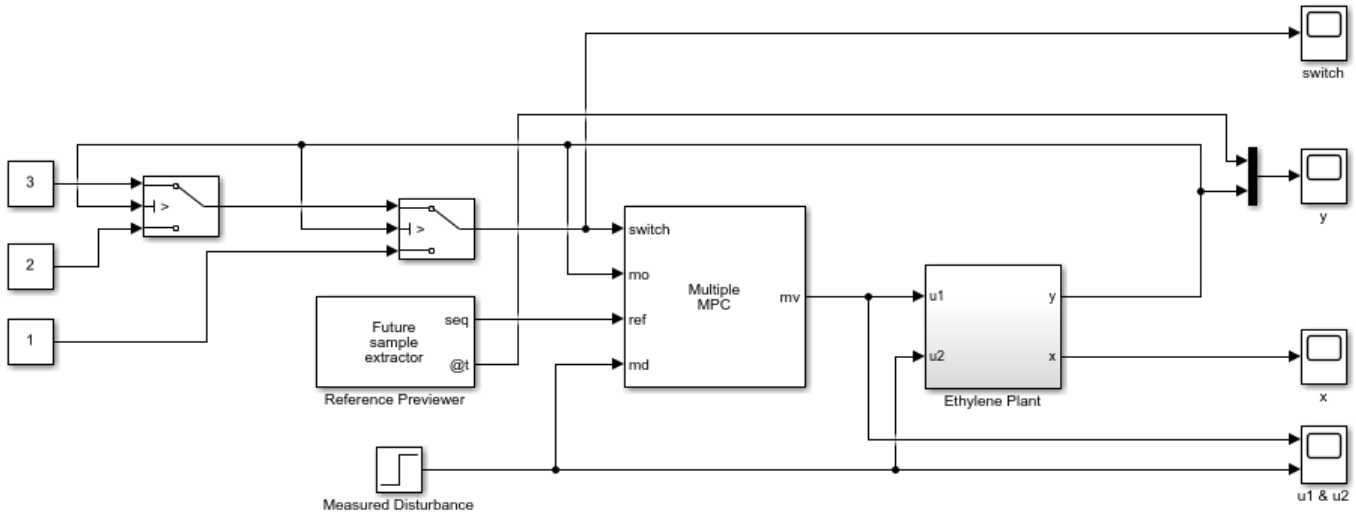 switch
3
>
>
y
switch
2
mo
Multiple
MPC
mv
u1
y
1
Future
sample
extractor
seq
ref
@t
md
u2
x
Reference Previewer
Ethylene Plant
x
Measured Disturbance
u1 & u2